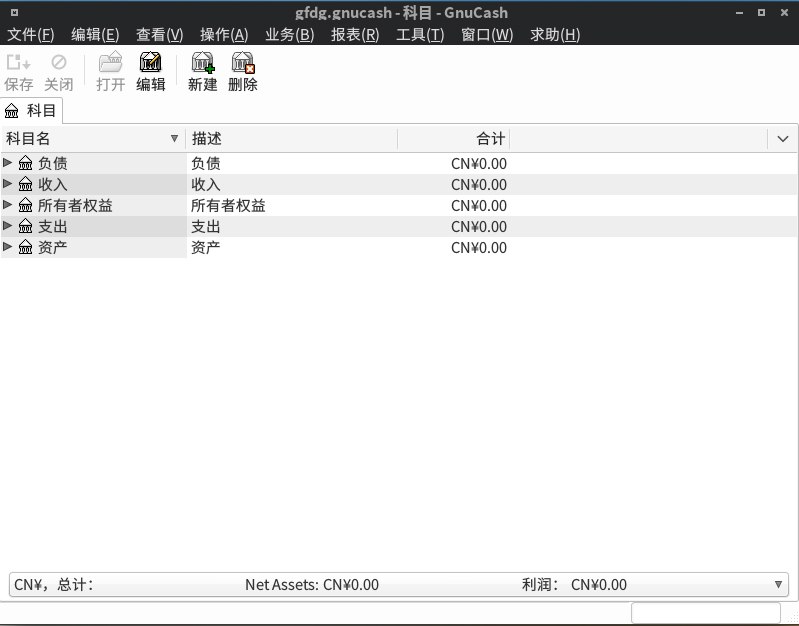 gfdg.gnucash - 科目 - GnuCash
文件(F) 编辑(E) 查看(V) 操作(A) 业务(B) 报表(R) 工具(T) 窗口(W) 求助(H)
保存 关闭 打开 编辑 新建 删除
科目
科目名 描述 合计
负债 负债 CN¥0.00
收入 收入 CN¥0.00
所有者权益 所有者权益 CN¥0.00
支出 支出 CN¥0.00
资产 资产 CN¥0.00
CN¥，总计： Net Assets: CN¥0.00 利润： CN¥0.00